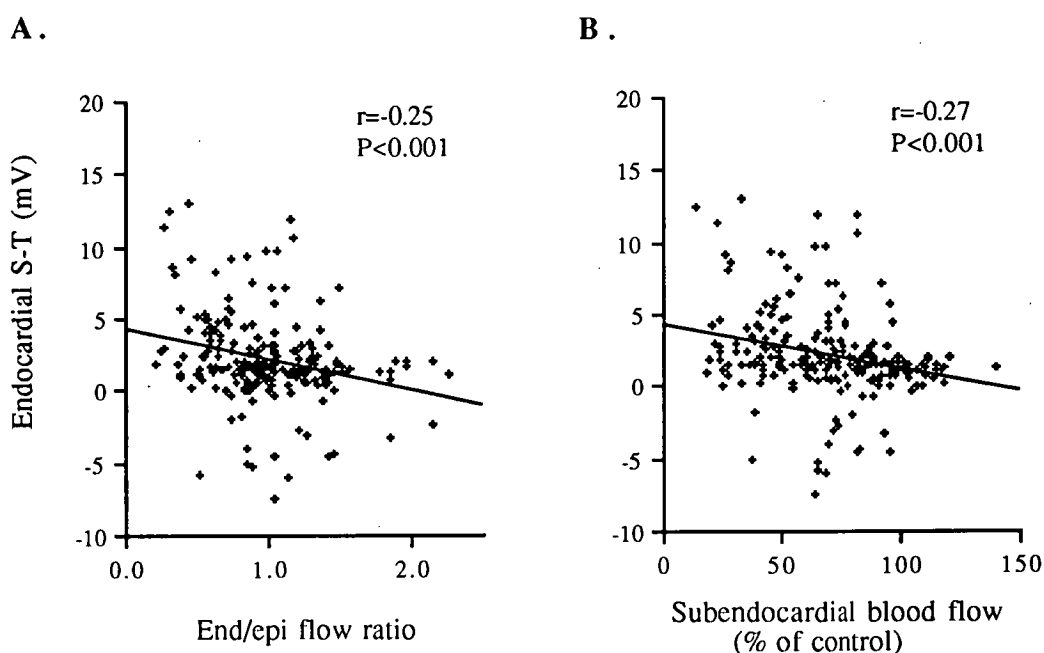 A.
B.
20
15
10
5
0
-5
-10
0.0
1.0
2.0
r=-0.25
P<0.001
Endocardial S-T (mV)
End/epi flow ratio
20
15
10
5
0
-5
-10
0
50
100
150
r=-0.27
P<0.001
Subendocardial blood flow
(% of control)